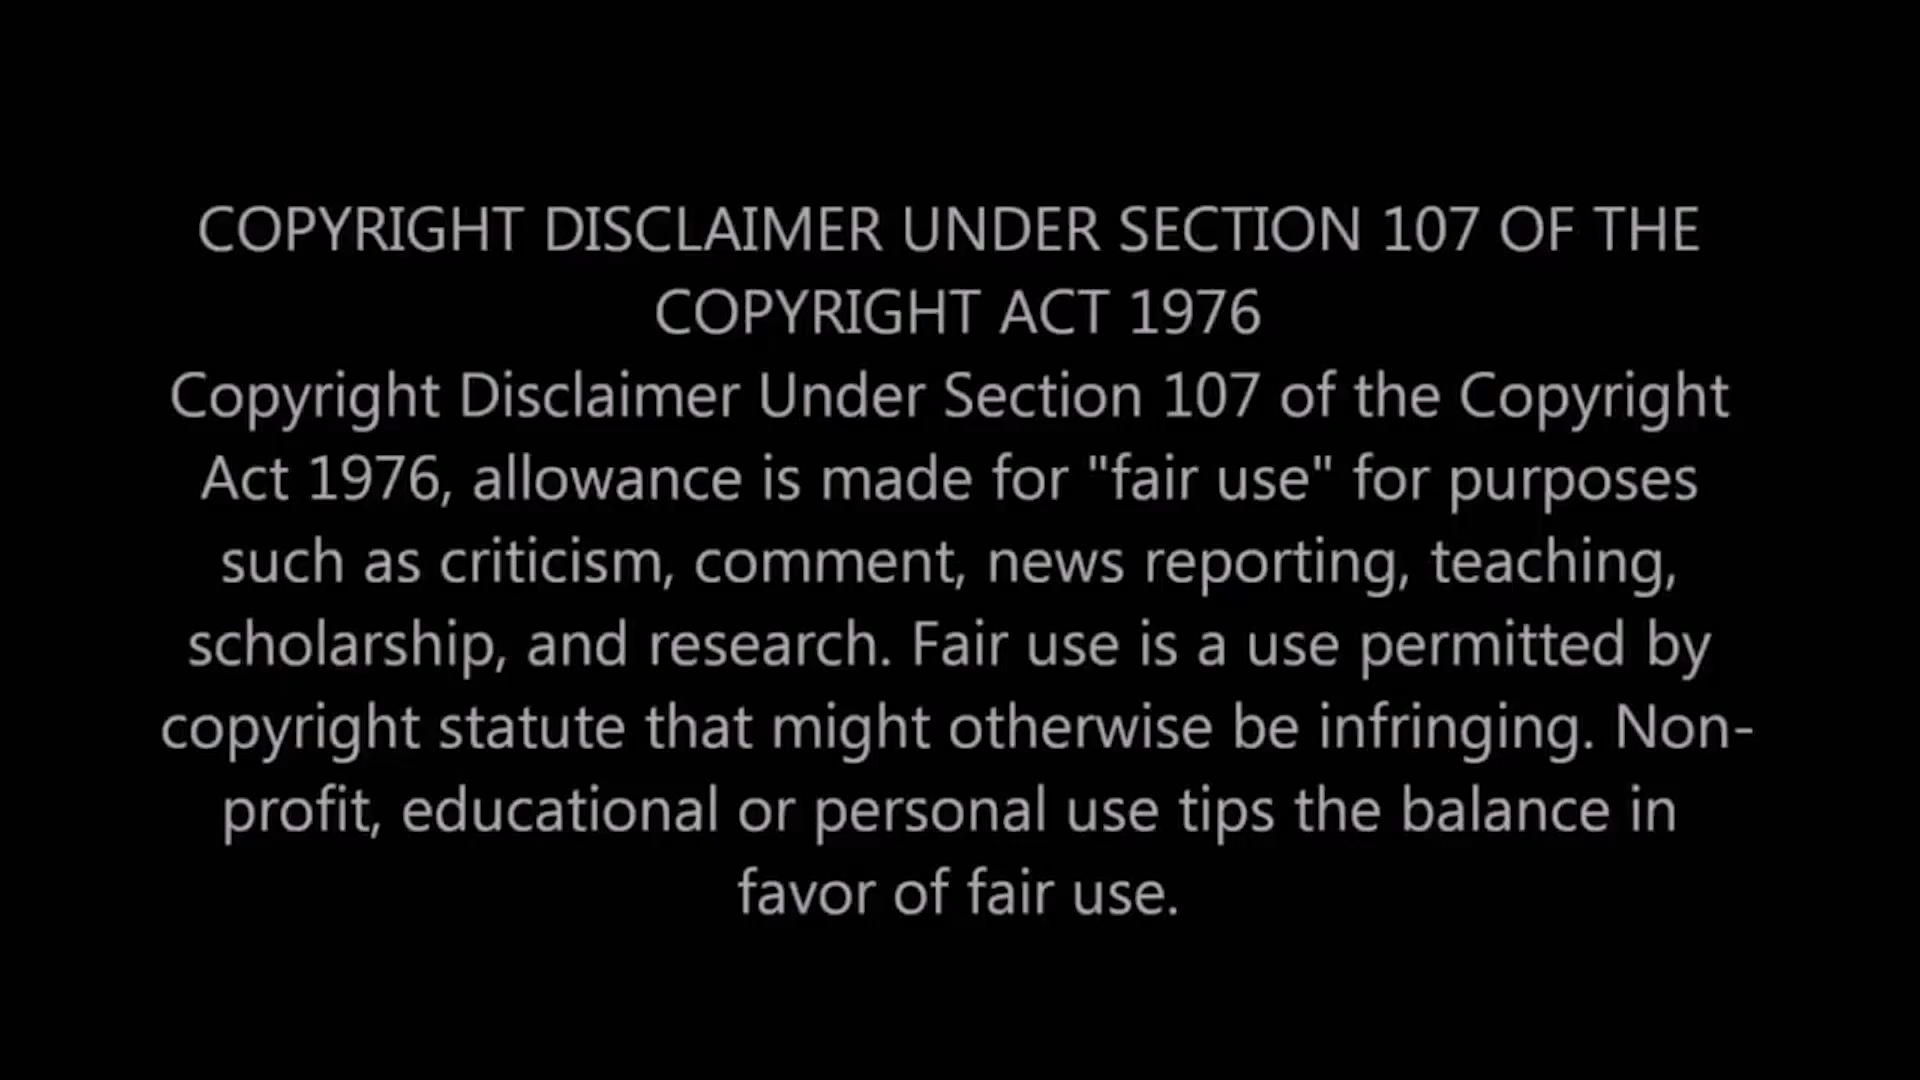 COPYRIGHT DISCLAIMER UNDER SECTION 107 OF THE
COPYRIGHT ACT 1976
Copyright Disclaimer Under Section 107 of the Copyright
Act 1976, allowance is made for "fair use" for purposes
such as criticism, comment, news reporting, teaching,
scholarship, and research. Fair use is a use permitted by
copyright statute that might otherwise be infringing. Non-
profit, educational or personal use tips the balance in
favor of fair use.